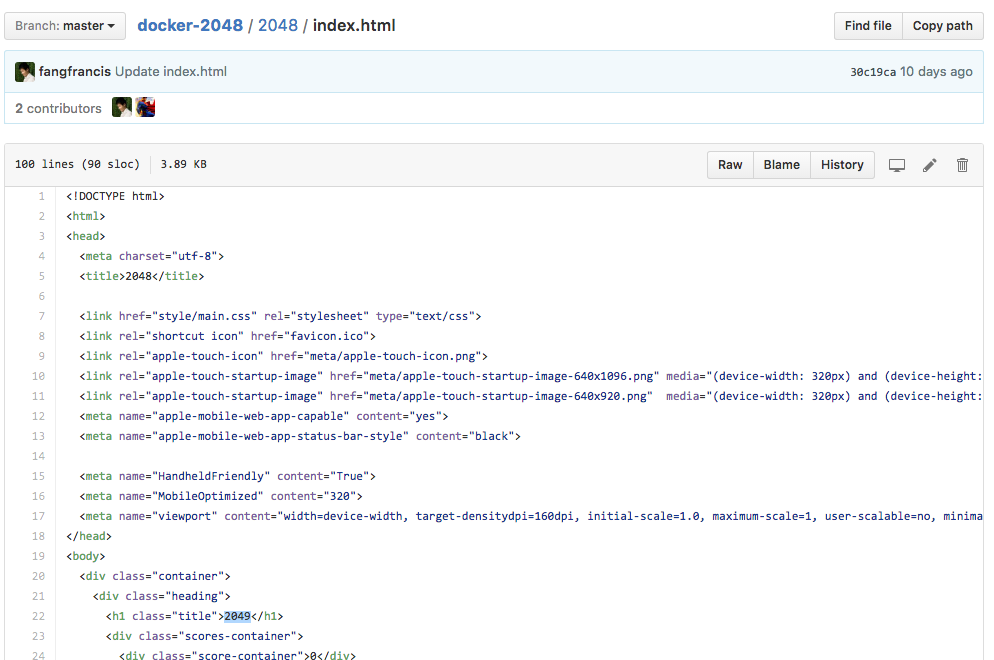 Branch: master
docker-2048 / 2048 / index.html
Find file
Copy path
fangfrancis Update index.html
30c19ca 10 days ago
2 contributors
100 lines (90 sloc)
3.89 KB
Raw
Blame
History
1 <!DOCTYPE html>
2 <html>
3 <head>
4 <meta charset="utf-8">
5 <title>2048</title>
6
7 <link href="style/main.css" rel="stylesheet" type="text/css">
8 <link rel="shortcut icon" href="favicon.ico">
9 <link rel="apple-touch-icon" href="meta/apple-touch-icon.png">
10 <link rel="apple-touch-startup-image" href="meta/apple-touch-startup-image-640x1096.png" media="(device-width: 320px) and (device-height:
11 <link rel="apple-touch-startup-image" href="meta/apple-touch-startup-image-640x920.png"  media="(device-width: 320px) and (device-height:
12 <meta name="apple-mobile-web-app-capable" content="yes">
13 <meta name="apple-mobile-web-app-status-bar-style" content="black">
14
15 <meta name="HandheldFriendly" content="True">
16 <meta name="MobileOptimized" content="320">
17 <meta name="viewport" content="width=device-width, target-densitydpi=160dpi, initial-scale=1.0, maximum-scale=1, user-scalable=no, minima
18 </head>
19 <body>
20 <div class="container">
21 <div class="heading">
22 <h1 class="title">2049</h1>
23 <div class="scores-container">
24 <div class="score-container">0</div>